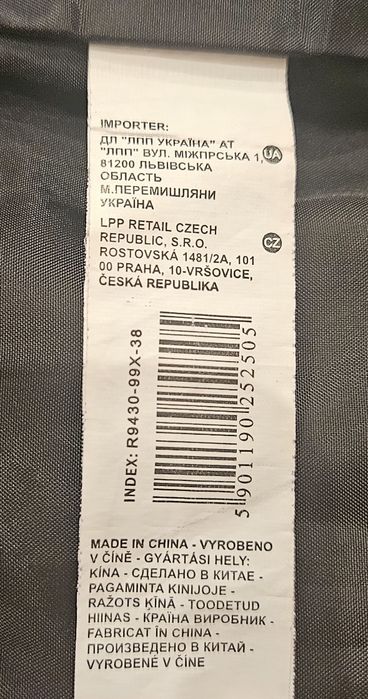 IMPORTER:
ДП "ЛПП УКРАЇНА" АТ
"ЛПП" ВУЛ. МІЖПРСЬКА 1, UA
81200 ЛЬВІВСЬКА
ОБЛАСТЬ
М.ПЕРЕМИШЛЯНИ
УКРАЇНА
LPP RETAIL CZECH
REPUBLIC, S.R.O. CZ
ROSTOVSKÁ 1481/2A, 101
00 PRAHA, 10-VRŠOVICE,
ČESKÁ REPUBLIKA
INDEX: R9430-99X-38
5 901190 252505
MADE IN CHINA - VYROBENO
V ČÍNĚ - GYÁRTÁSI HELY:
KÍNA - СДЕЛАНО В КИТАЕ -
PAGAMINTA KINIJOJE -
RAŽOTS ĶĪNĀ - TOODETUD
HIINAS - КРАЇНА ВИРОБНИК -
FABRICAT ÎN CHINA -
ПРОИЗВЕДЕНО В КИТАЙ -
VYROBENÉ V ČÍNE